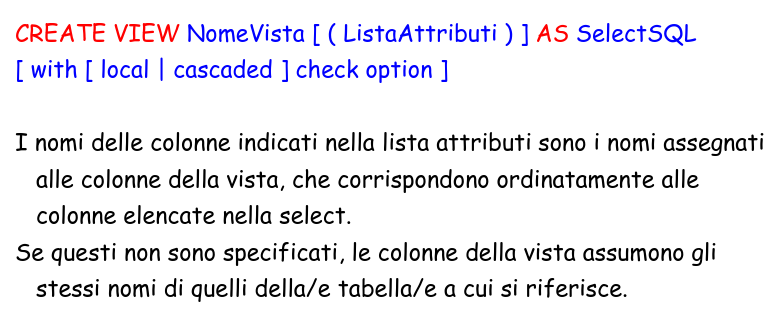 CREATE VIEW NomeVista [ ( ListaAttributi ) ] AS SelectSQL
[ with [ local | cascaded ] check option ]
I nomi delle colonne indicati nella lista attributi sono i nomi assegnati
alle colonne della vista, che corrispondono ordinatamente alle
colonne elencate nella select.
Se questi non sono specificati, le colonne della vista assumono gli
stessi nomi di quelli della/e tabella/e a cui si riferisce.